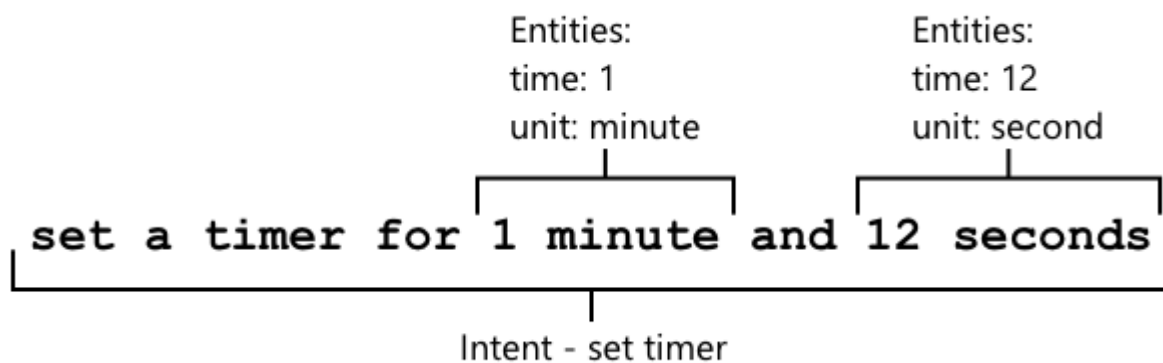 Entities:
time: 1
unit: minute
Entities:
time: 12
unit: second
set a timer for 1 minute and 12 seconds
Intent - set timer